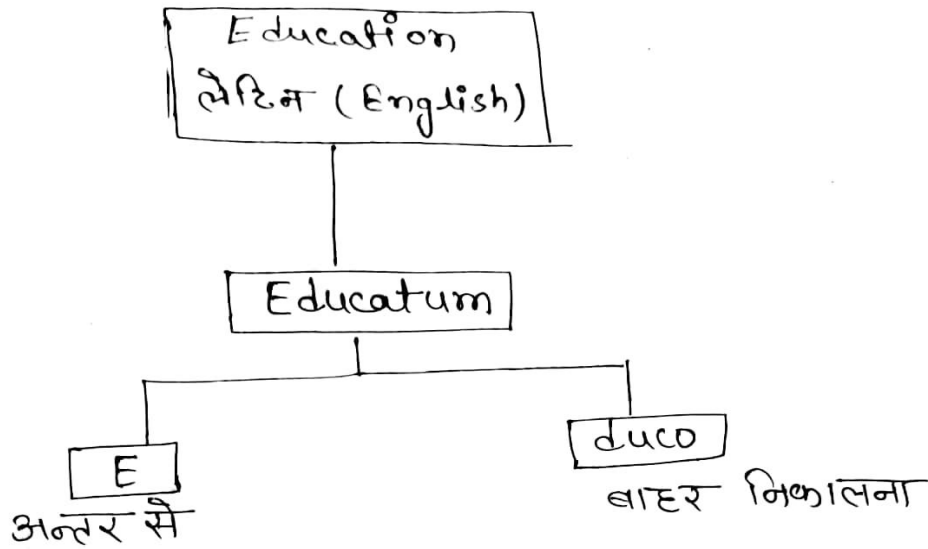 Education
लैटिन (English)
Educatum
E
duco
अन्तर से
बाहर निकालना